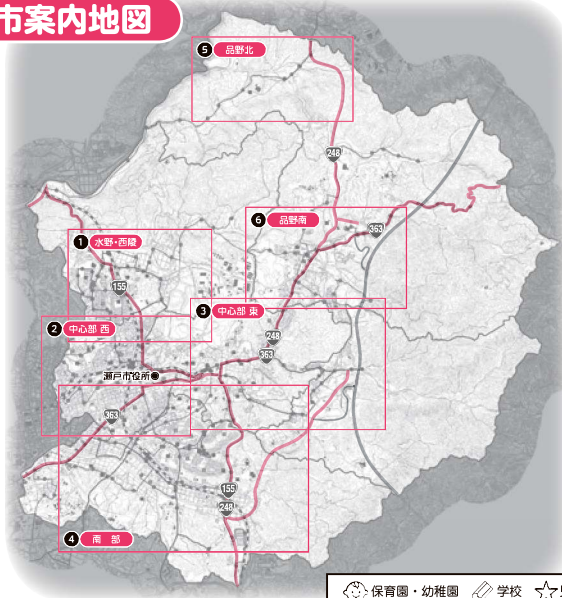 市案内地図
5 品野北
248
6 品野南
363
1 水野・西陵
155
3 中心部 東
2 中心部 西
248
363
瀬戸市役所
363
155
248
4 南 部
保育園・幼稚園 学校